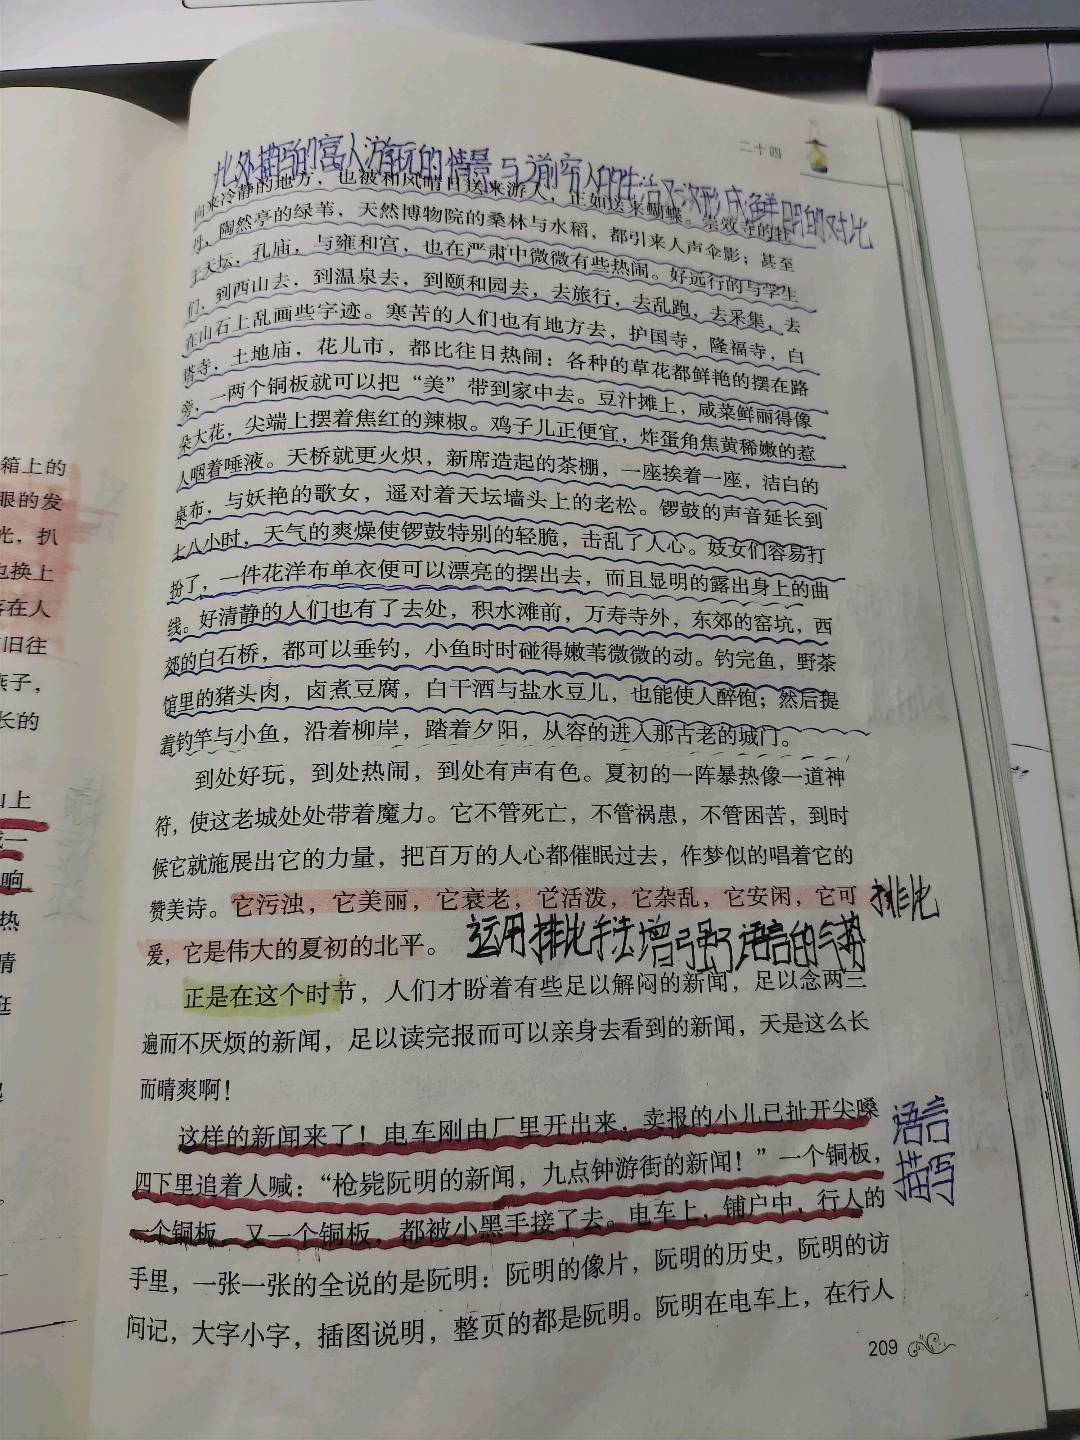 二十四
此处描写的富人游玩的情景与之前穷人的生活状况形成鲜明的对比
向来冷静的地方，也被和风晴日送来游人，正如送来蝴蝶。崇效寺的牡
丹，陶然亭的绿苇，天然博物院的桑林与水稻，都引来人声伞影；甚至
于天坛，孔庙，与雍和宫，也在严肃中微微有些热闹。好远行的与学生
们，到西山去，到温泉去，到颐和园去，去旅行，去乱跑，去采集，去
在山石上乱画些字迹。寒苦的人们也有地方去，护国寺，隆福寺，白
塔寺，土地庙，花儿市，都比往日热闹：各种的草花都鲜艳的摆在路
旁，一两个铜板就可以把“美”带到家中去。豆汁摊上，咸菜鲜丽得像
朵大花，尖端上摆着焦红的辣椒。鸡子儿正便宜，炸蛋角焦黄稀嫩的惹
人咽着唾液。天桥就更火炽，新席造起的茶棚，一座挨着一座，洁白的
桌布，与妖艳的歌女，遥对着天坛墙头上的老松。锣鼓的声音延长到
七八小时，天气的爽燥使锣鼓特别的轻脆，击乱了人心。妓女们容易打
扮了，一件花洋布单衣便可以漂亮的摆出去，而且显明的露出身上的曲
线。好清静的人们也有了去处，积水滩前，万寿寺外，东郊的窑坑，西
郊的白石桥，都可以垂钓，小鱼时时碰得嫩苇微微的动。钓完鱼，野茶
馆里的猪头肉，卤煮豆腐，白干酒与盐水豆儿，也能使人醉饱；然后提
着钓竿与小鱼，沿着柳岸，踏着夕阳，从容的进入那古老的城门。
到处好玩，到处热闹，到处有声有色。夏初的一阵暴热像一道神
符，使这老城处处带着魔力。它不管死亡，不管祸患，不管困苦，到时
候它就施展出它的力量，把百万的人心都催眠过去，作梦似的唱着它的
赞美诗。它污浊，它美丽，它衰老，它活泼，它杂乱，它安闲，它可
爱，它是伟大的夏初的北平。
排比
运用排比手法增强了语言的气势
正是在这个时节，人们才盼着有些足以解闷的新闻，足以念两三
遍而不厌烦的新闻，足以读完报而可以亲身去看到的新闻，天是这么长
而晴爽啊！
这样的新闻来了！电车刚由厂里开出来，卖报的小儿已扯开尖嗓
四下里追着人喊：“枪毙阮明的新闻，九点钟游街的新闻！”一个铜板，
一个铜板，又一个铜板，都被小黑手接了去。电车上，铺户中，行人的
手里，一张一张的全说的是阮明：阮明的像片，阮明的历史，阮明的访
问记，大字小字，插图说明，整页的都是阮明。阮明在电车上，在行人
语言
描写
209
箱上的
眼的发
光，扒
也换上
落在人
旧往
燕子，
长的
山上
一
响
热
晴
逛